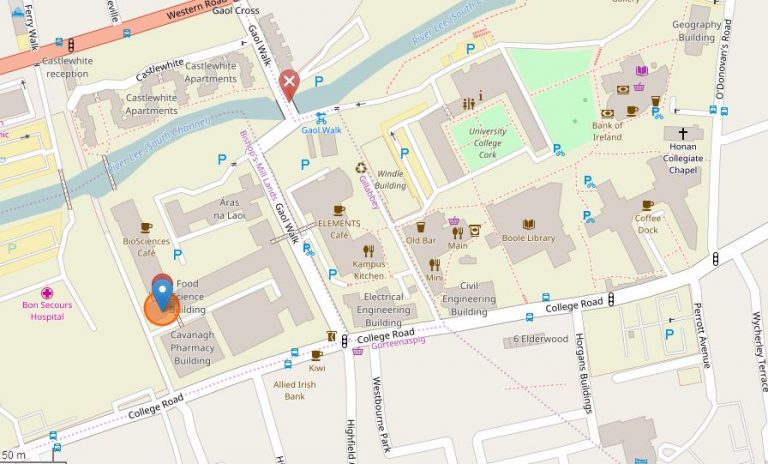 Western Road
Gaol Cross
Ferry Walk
Gaol Walk
River Lee (South C
Geography
Building
O'Donovan's Road
Castlewhite
reception
Castlewhite
Castlewhite
Apartments
Castlewhite
Apartments
River Lee (South Channel)
Gaol Walk
Bishop's-Mill Lands
University
College
Cork
Bank of
Ireland
Honan
Collegiate
Chapel
Windle
Building
Gillabbey
Áras
na Laoi
Gaol Walk
ELEMENTS
Café
BioSciences
Café
Old Bar
Main
Boole Library
Coffee
Dock
Kampus
Kitchen
Mini
Food
Science
Building
Bon Secours
Hospital
Electrical
Engineering
Building
Civil
Engineering
Building
College Road
Cavanagh
Pharmacy
Building
College Road
Gurteenaspig
6 Elderwood
Kiwi
Allied Irish
Bank
College Road
Highfield A
Westbourne Park
Horgans Buildings
Perrott Avenue
Wycherley Terrace
50 m